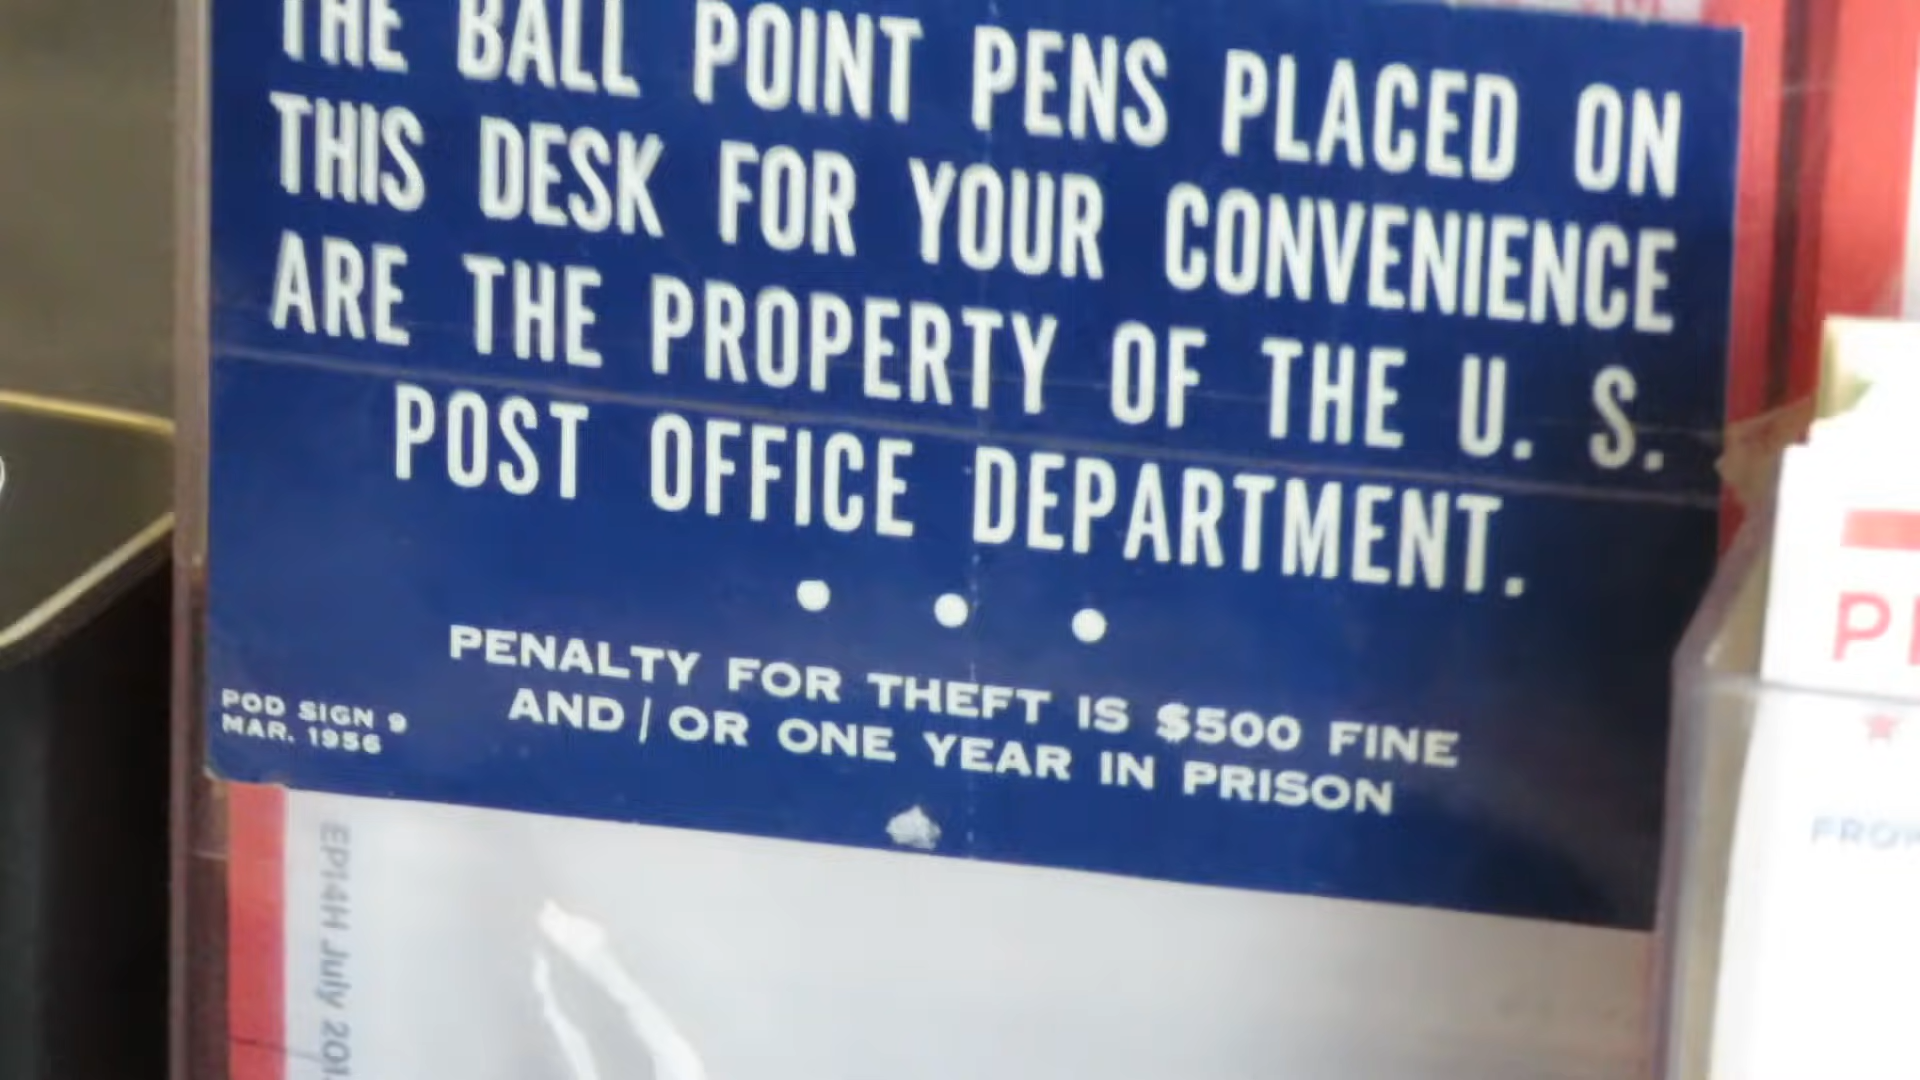 THE BALL POINT PENS PLACED ON
THIS DESK FOR YOUR CONVENIENCE
ARE THE PROPERTY OF THE U. S.
POST OFFICE DEPARTMENT.
PENALTY FOR THEFT IS $500 FINE
AND/OR ONE YEAR IN PRISON
POD SIGN 9
MAR. 1956
EP14H July 201